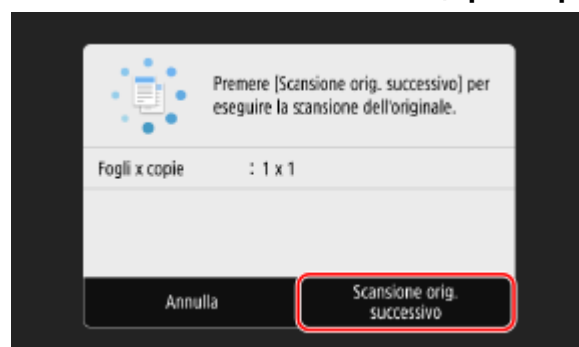 Premere [Scansione orig. successivo] per
eseguire la scansione dell'originale.
Fogli x copie : 1 x 1
Annulla
Scansione orig.
successivo